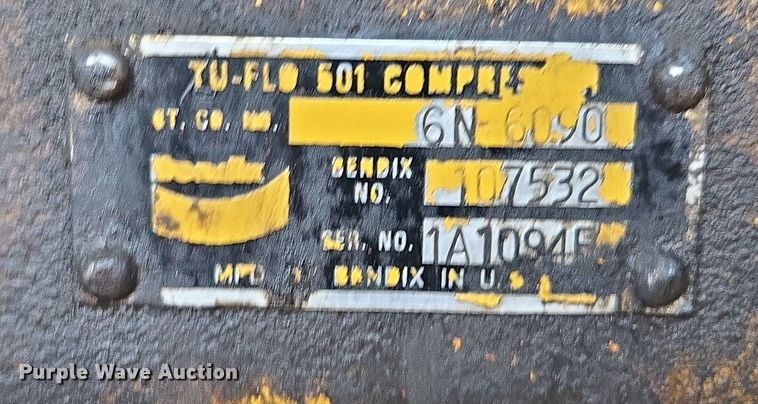 TU-FLO 501 COMPRE
CT. CO. NO. 6N-6090
Bendix
BENDIX NO. 107532
SER. NO. 1A1094F
BENDIX IN U.S.
Purple Wave Auction